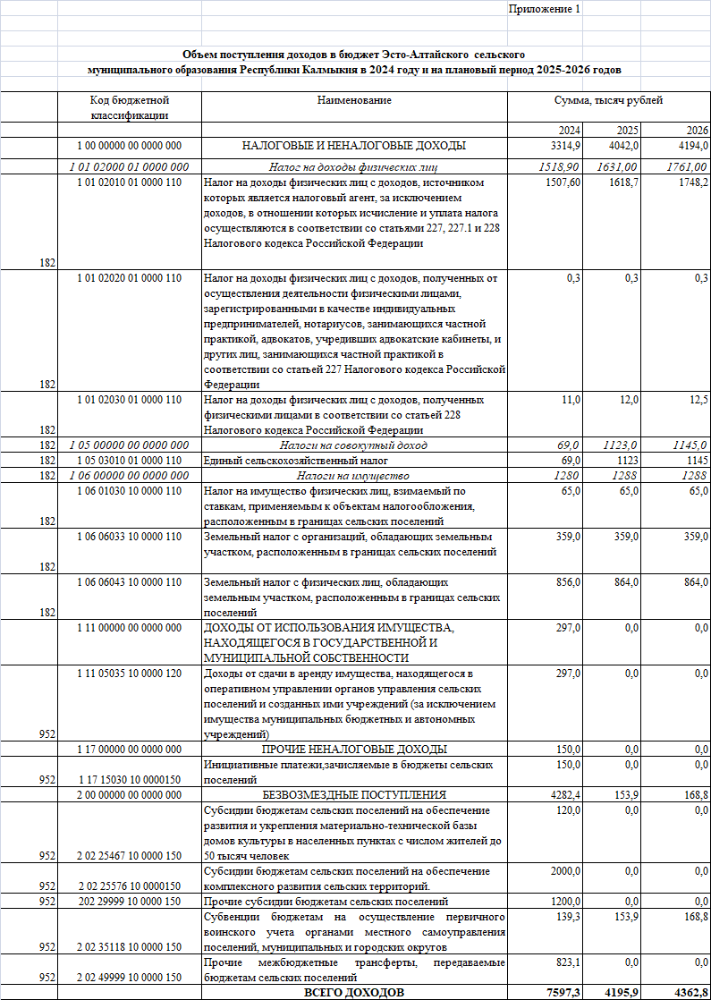 Приложение 1
Объем поступления доходов в бюджет Эсто-Алтайского сельского
муниципального образования Республики Калмыкия в 2024 году и на плановый период 2025-2026 годов
Код бюджетной
классификации
Наименование
Сумма, тысяч рублей
2024 2025 2026
1 00 00000 00 0000 000 НАЛОГОВЫЕ И НЕНАЛОГОВЫЕ ДОХОДЫ 3314,9 4042,0 4194,0
1 01 02000 01 0000 000 Налог на доходы физических лиц 1518,90 1631,00 1761,00
1 01 02010 01 0000 110 Налог на доходы физических лиц с доходов, источником 1507,60 1618,7 1748,2
которых является налоговый агент, за исключением
доходов, в отношении которых исчисление и уплата налога
осуществляются в соответствии со статьями 227, 227.1 и 228
Налогового кодекса Российской Федерации
182
1 01 02020 01 0000 110 Налог на доходы физических лиц с доходов, полученных от 0,3 0,3 0,3
осуществления деятельности физическими лицами,
зарегистрированными в качестве индивидуальных
предпринимателей, нотариусов, занимающихся частной
практикой, адвокатов, учредивших адвокатские кабинеты, и
других лиц, занимающихся частной практикой в
соответствии со статьей 227 Налогового кодекса Российской
182 Федерации
1 01 02030 01 0000 110 Налог на доходы физических лиц с доходов, полученных 11,0 12,0 12,5
физическими лицами в соответствии со статьей 228
182 Налогового кодекса Российской Федерации
182 1 05 00000 00 0000 000 Налоги на совокупный доход 69,0 1123,0 1145,0
182 1 05 03010 01 0000 110 Единый сельскохозяйственный налог 69,0 1123 1145
182 1 06 00000 00 0000 000 Налоги на имущество 1280 1288 1288
1 06 01030 10 0000 110 Налог на имущество физических лиц, взимаемый по 65,0 65,0 65,0
ставкам, применяемым к объектам налогообложения,
182 расположенным в границах сельских поселений
1 06 06033 10 0000 110 Земельный налог с организаций, обладающих земельным 359,0 359,0 359,0
участком, расположенным в границах сельских поселений
182
1 06 06043 10 0000 110 Земельный налог с физических лиц, обладающих 856,0 864,0 864,0
земельным участком, расположенным в границах сельских
182 поселений
1 11 00000 00 0000 000 ДОХОДЫ ОТ ИСПОЛЬЗОВАНИЯ ИМУЩЕСТВА, 297,0 0,0 0,0
НАХОДЯЩЕГОСЯ В ГОСУДАРСТВЕННОЙ И
МУНИЦИПАЛЬНОЙ СОБСТВЕННОСТИ
1 11 05035 10 0000 120 Доходы от сдачи в аренду имущества, находящегося в 297,0 0,0 0,0
оперативном управлении органов управления сельских
поселений и созданных ими учреждений (за исключением
имущества муниципальных бюджетных и автономных
952 учреждений)
1 17 00000 00 0000 000 ПРОЧИЕ НЕНАЛОГОВЫЕ ДОХОДЫ 150,0 0,0 0,0
Инициативные платежи,зачисляемые в бюджеты сельских 150,0 0,0 0,0
952 1 17 15030 10 0000150 поселений
2 00 00000 00 0000 000 БЕЗВОЗМЕЗДНЫЕ ПОСТУПЛЕНИЯ 4282,4 153,9 168,8
Субсидии бюджетам сельских поселений на обеспечение 120,0 0,0 0,0
развития и укрепления материально-технической базы
домов культуры в населенных пунктах с числом жителей до
952 2 02 25467 10 0000 150 50 тысяч человек
Субсидии бюджетам сельских поселений на обеспечение 2000,0 0,0 0,0
952 2 02 25576 10 0000150 комплексного развития сельских территорий.
952 202 29999 10 0000 150 Прочие субсидии бюджетам сельских поселений 1200,0 0,0 0,0
Субвенции бюджетам на осуществление первичного 139,3 153,9 168,8
воинского учета органами местного самоуправления
952 2 02 35118 10 0000 150 поселений, муниципальных и городских округов
Прочие межбюджетные трансферты, передаваемые 823,1 0,0 0,0
952 2 02 49999 10 0000 150 бюджетам сельских поселений
ВСЕГО ДОХОДОВ 7597,3 4195,9 4362,8